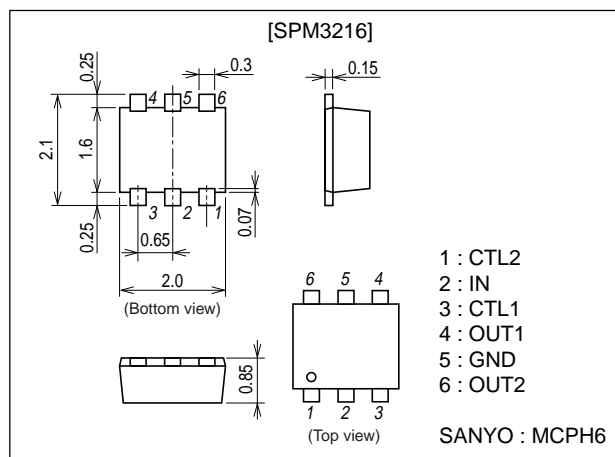 [SPM3216]
0.25
0.3
0.15
4 5 6
2.1
1.6
3 2 1
0.25
0.07
0.65
2.0
(Bottom view)
6 5 4
1 : CTL2
2 : IN
3 : CTL1
4 : OUT1
5 : GND
6 : OUT2
0.85
1 2 3
(Top view)
SANYO : MCPH6